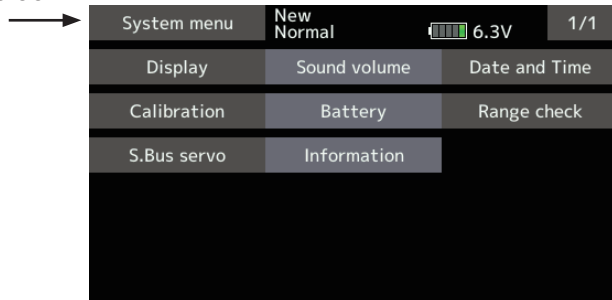 System menu
New
Normal
6.3V
1/1
Display
Sound volume
Date and Time
Calibration
Battery
Range check
S.Bus servo
Information